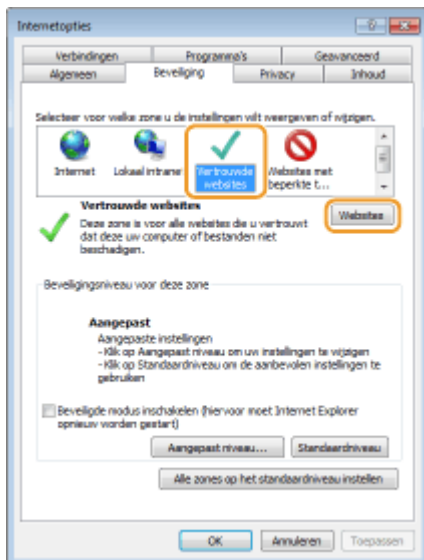 Internetopties
Verbindingen Programma's Geavanceerd
Algemeen Beveiliging Privacy Inhoud
Selecteer voor welke zone u de instellingen wilt weergeven of wijzigen.
Internet Lokaal intranet Vertrouwde websites Websites met beperkte t...
Vertrouwde websites
Websites
Deze zone is voor alle websites die u vertrouwt
dat deze uw computer of bestanden niet
beschadigen.
Beveiligingsniveau voor deze zone
Aangepast
Aangepaste instellingen
-Klik op Aangepast niveau om uw instellingen te wijzigen
-Klik op Standaardniveau om de aanbevolen instellingen te
gebruiken
Beveiligde modus inschakelen (hiervoor moet Internet Explorer
opnieuw worden gestart)
Aangepast niveau... Standaardniveau
Alle zones op het standaardniveau instellen
OK Annuleren Toepassen